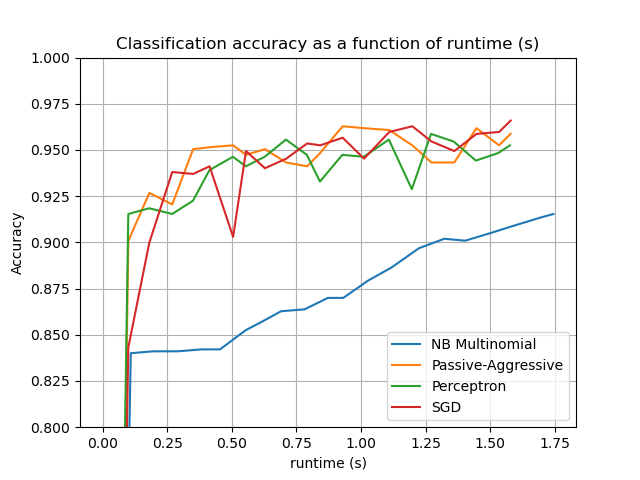 Classification accuracy as a function of runtime (s)
1.000
0.975
0.950
0.925
0.900
0.875
0.850
0.825
0.800
Accuracy
NB Multinomial
Passive-Aggressive
Perceptron
SGD
0.00 0.25 0.50 0.75 1.00 1.25 1.50 1.75
runtime (s)